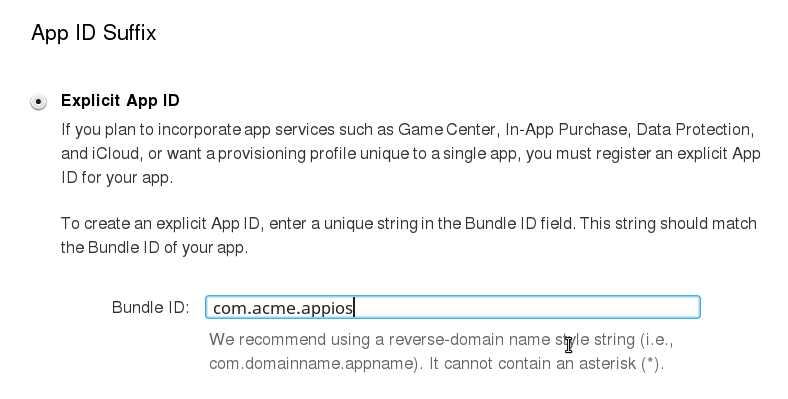 App ID Suffix
Explicit App ID
If you plan to incorporate app services such as Game Center, In-App Purchase, Data Protection,
and iCloud, or want a provisioning profile unique to a single app, you must register an explicit App
ID for your app.
To create an explicit App ID, enter a unique string in the Bundle ID field. This string should match
the Bundle ID of your app.
Bundle ID: com.acme.appios
We recommend using a reverse-domain name style string (i.e.,
com.domainname.appname). It cannot contain an asterisk (*).